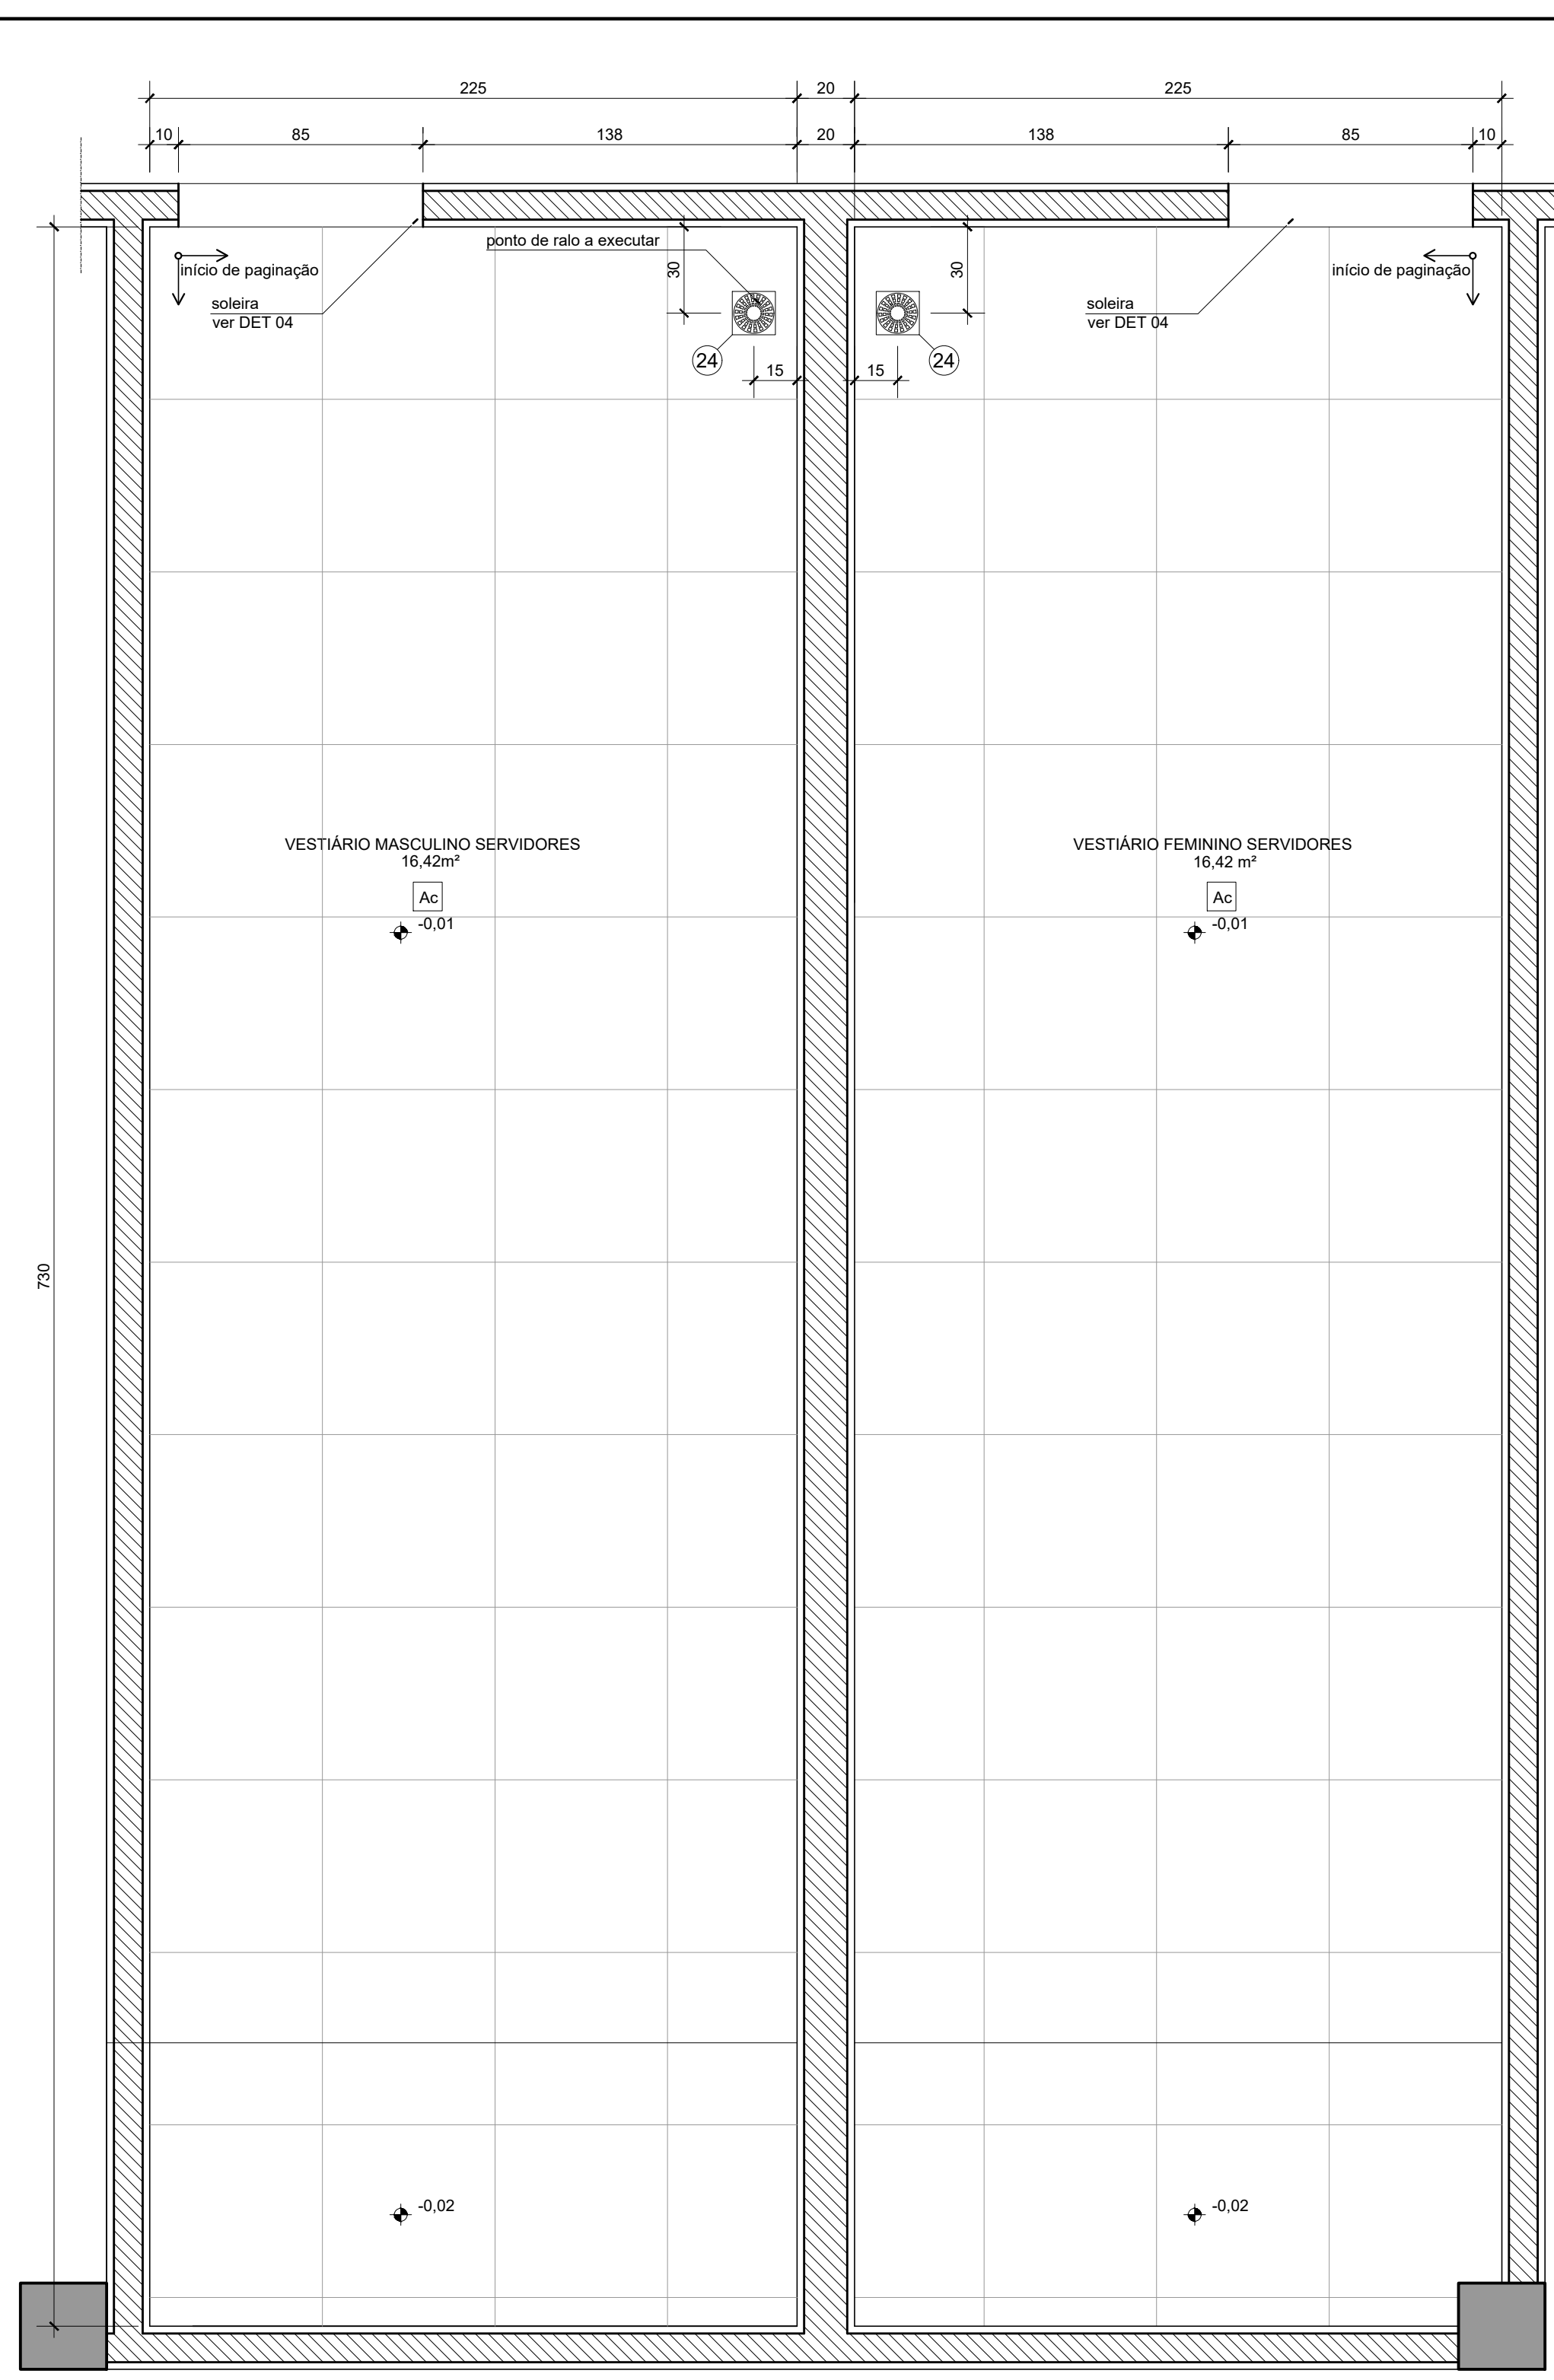 225 20 225
10 85 138 20 138 85 10
ponto de ralo a executar
início de paginação
30
30
início de paginação
soleira
ver DET 04
soleira
ver DET 04
24
24
15
15
VESTIÁRIO MASCULINO SERVIDORES
16,42m²
Ac
-0,01
VESTIÁRIO FEMININO SERVIDORES
16,42 m²
Ac
-0,01
730
-0,02
-0,02